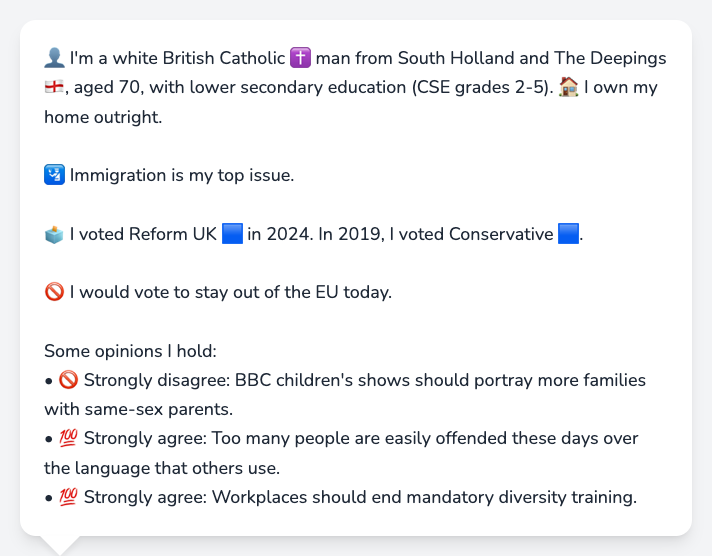 👤 I'm a white British Catholic ✝️ man from South Holland and The Deepings
🏴󠁧󠁢󠁥󠁮󠁧󠁿, aged 70, with lower secondary education (CSE grades 2-5). 🏠 I own my
home outright.
🛂 Immigration is my top issue.
🗳️ I voted Reform UK 🟦 in 2024. In 2019, I voted Conservative 🟦.
🚫 I would vote to stay out of the EU today.
Some opinions I hold:
• 🚫 Strongly disagree: BBC children's shows should portray more families
with same-sex parents.
• 💯 Strongly agree: Too many people are easily offended these days over
the language that others use.
• 💯 Strongly agree: Workplaces should end mandatory diversity training.